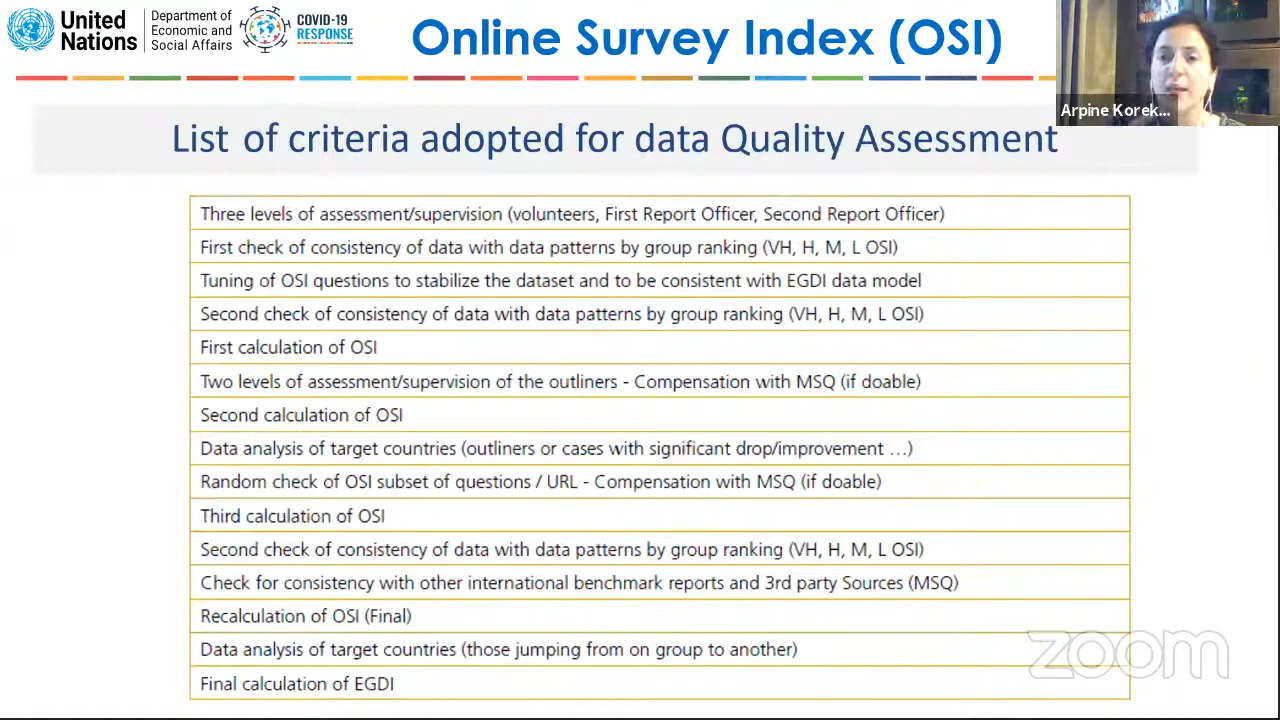 United
Nations
Department of
Economic and
Social Affairs
COVID-19
RESPONSE
Online Survey Index (OSI)
Arpine Korek...
List of criteria adopted for data Quality Assessment
Three levels of assessment/supervision (volunteers, First Report Officer, Second Report Officer)
First check of consistency of data with data patterns by group ranking (VH, H, M, L OSI)
Tuning of OSI questions to stabilize the dataset and to be consistent with EGDI data model
Second check of consistency of data with data patterns by group ranking (VH, H, M, L OSI)
First calculation of OSI
Two levels of assessment/supervision of the outliners - Compensation with MSQ (if doable)
Second calculation of OSI
Data analysis of target countries (outliners or cases with significant drop/improvement ...)
Random check of OSI subset of questions / URL - Compensation with MSQ (if doable)
Third calculation of OSI
Second check of consistency of data with data patterns by group ranking (VH, H, M, L OSI)
Check for consistency with other international benchmark reports and 3rd party Sources (MSQ)
Recalculation of OSI (Final)
Data analysis of target countries (those jumping from on group to another)
Final calculation of EGDI
zoom